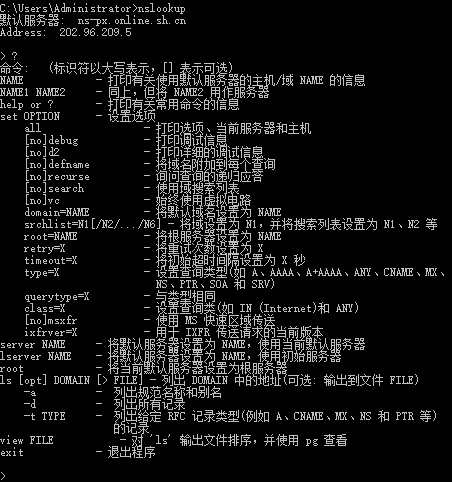 C:\Users\Administrator>nslookup
默认服务器:  ns-px.online.sh.cn
Address:  202.96.209.5

> ?
命令:   (标识符以大写表示，[] 表示可选)
NAME            - 打印有关使用默认服务器的主机/域 NAME 的信息
NAME1 NAME2     - 同上，但将 NAME2 用作服务器
help or ?       - 打印有关常用命令的信息
set OPTION      - 设置选项
    all                 - 打印选项、当前服务器和主机
    [no]debug           - 打印调试信息
    [no]d2              - 打印详细的调试信息
    [no]defname         - 将域名附加到每个查询
    [no]recurse         - 询问查询的递归应答
    [no]search          - 使用域搜索列表
    [no]vc              - 始终使用虚拟电路
    domain=NAME         - 将默认域名设置为 NAME
    srchlist=N1[/N2/.../N6] - 将域设置为 N1，并将搜索列表设置为 N1、N2 等
    root=NAME           - 将根服务器设置为 NAME
    retry=X             - 将重试次数设置为 X
    timeout=X           - 将初始超时间隔设置为 X 秒
    type=X              - 设置查询类型(如 A、AAAA、A+AAAA、ANY、CNAME、MX、
                          NS、PTR、SOA 和 SRV)
    querytype=X         - 与类型相同
    class=X             - 设置查询类(如 IN (Internet)和 ANY)
    [no]msxfr           - 使用 MS 快速区域传送
    ixfrver=X           - 用于 IXFR 传送请求的当前版本
server NAME     - 将默认服务器设置为 NAME，使用当前默认服务器
lserver NAME    - 将默认服务器设置为 NAME，使用初始服务器
root            - 将当前默认服务器设置为根服务器
ls [opt] DOMAIN [> FILE] - 列出 DOMAIN 中的地址(可选: 输出到文件 FILE)
    -a          -  列出规范名称和别名
    -d          -  列出所有记录
    -t TYPE     -  列出给定 RFC 记录类型(例如 A、CNAME、MX、NS 和 PTR 等)
                   的记录
view FILE           - 对 'ls' 输出文件排序，并使用 pg 查看
exit            - 退出程序

>